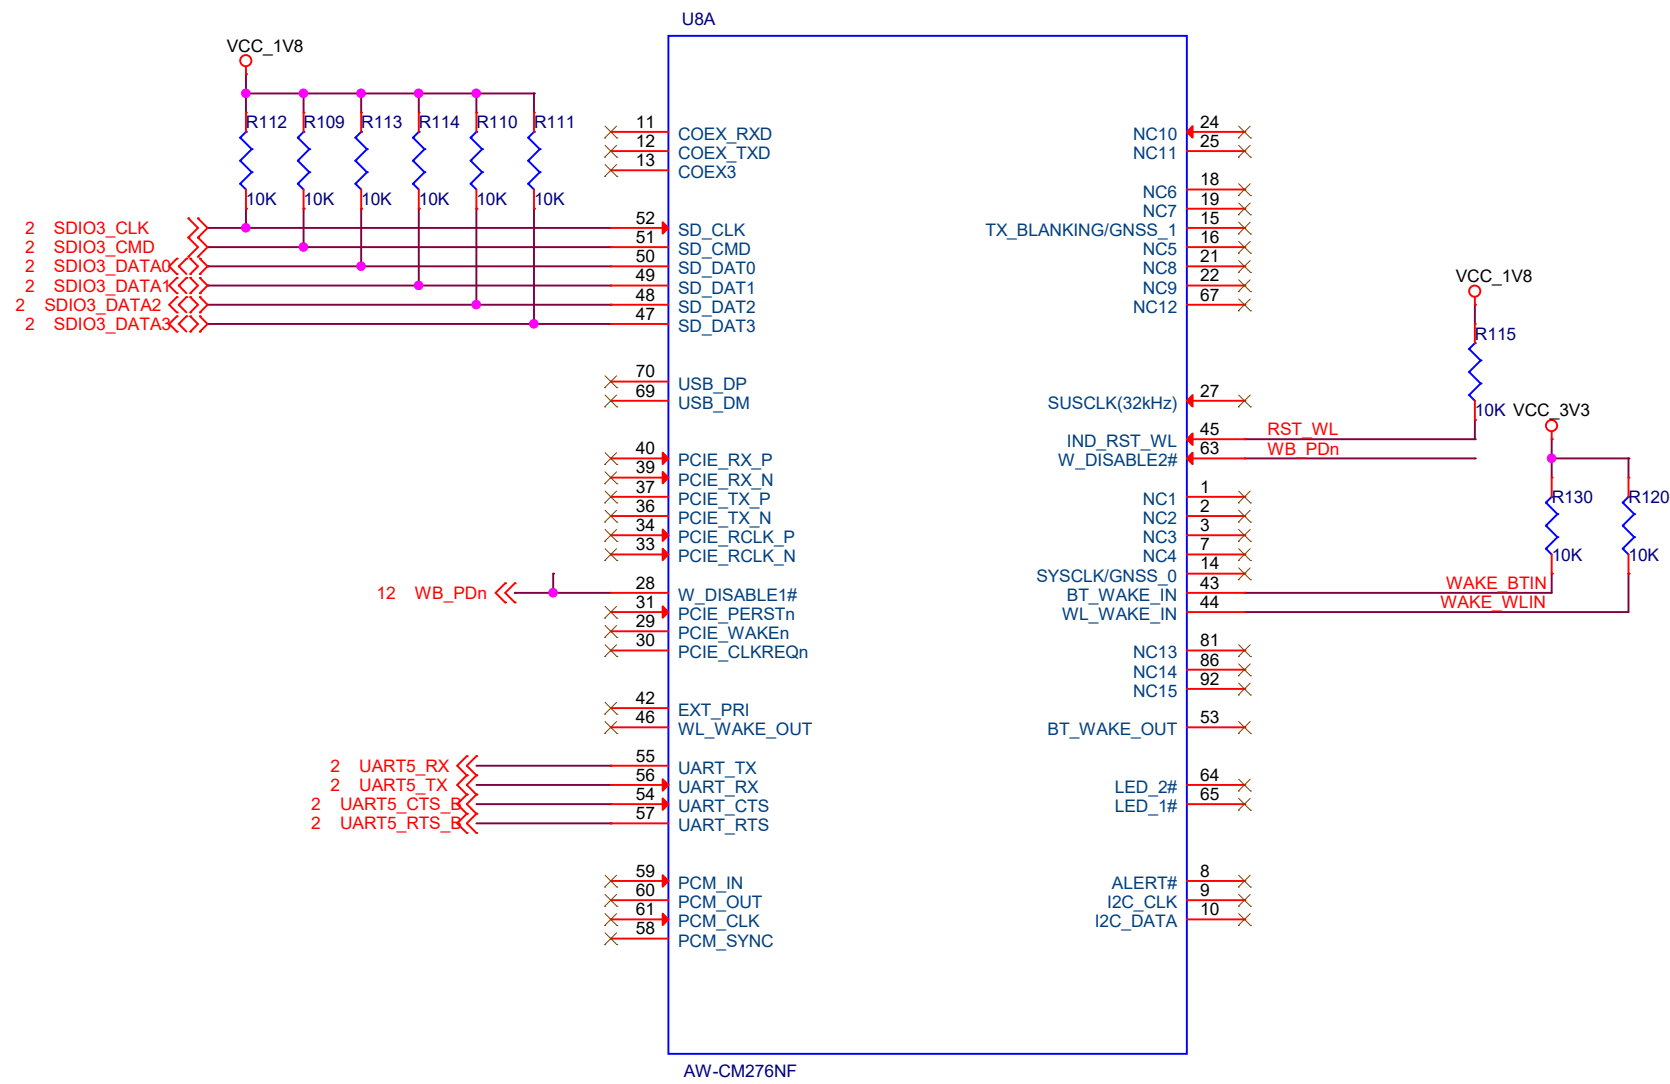 U8A
VCC_1V8
R112 R109 R113 R114 R110 R111
10K 10K 10K 10K 10K 10K
2 SDIO3_CLK 52 SD_CLK
2 SDIO3_CMD 51 SD_CMD
2 SDIO3_DATA0 50 SD_DAT0
2 SDIO3_DATA1 49 SD_DAT1
2 SDIO3_DATA2 48 SD_DAT2
2 SDIO3_DATA3 47 SD_DAT3
11 COEX_RXD
12 COEX_TXD
13 COEX3
70 USB_DP
69 USB_DM
40 PCIE_RX_P
39 PCIE_RX_N
37 PCIE_TX_P
36 PCIE_TX_N
34 PCIE_RCLK_P
33 PCIE_RCLK_N
12 WB_PDn 28 W_DISABLE1#
31 PCIE_PERSTn
29 PCIE_WAKEn
30 PCIE_CLKREQn
42 EXT_PRI
46 WL_WAKE_OUT
2 UART5_RX 55 UART_TX
2 UART5_TX 56 UART_RX
2 UART5_CTS_B 54 UART_CTS
2 UART5_RTS_B 57 UART_RTS
59 PCM_IN
60 PCM_OUT
61 PCM_CLK
58 PCM_SYNC
NC10 24
NC11 25
NC6 18
NC7 19
TX_BLANKING/GNSS_1 15
NC5 16
NC8 21
NC9 22
NC12 67
VCC_1V8
R115
10K
VCC_3V3
SUSCLK(32kHz) 27
IND_RST_WL 45 RST_WL
W_DISABLE2# 63 WB_PDn
R130 R120
10K 10K
NC1 1
NC2 2
NC3 3
NC4 7
SYSCLK/GNSS_0 14
BT_WAKE_IN 43 WAKE_BTIN
WL_WAKE_IN 44 WAKE_WLIN
NC13 81
NC14 86
NC15 92
BT_WAKE_OUT 53
LED_2# 64
LED_1# 65
ALERT# 8
I2C_CLK 9
I2C_DATA 10
AW-CM276NF